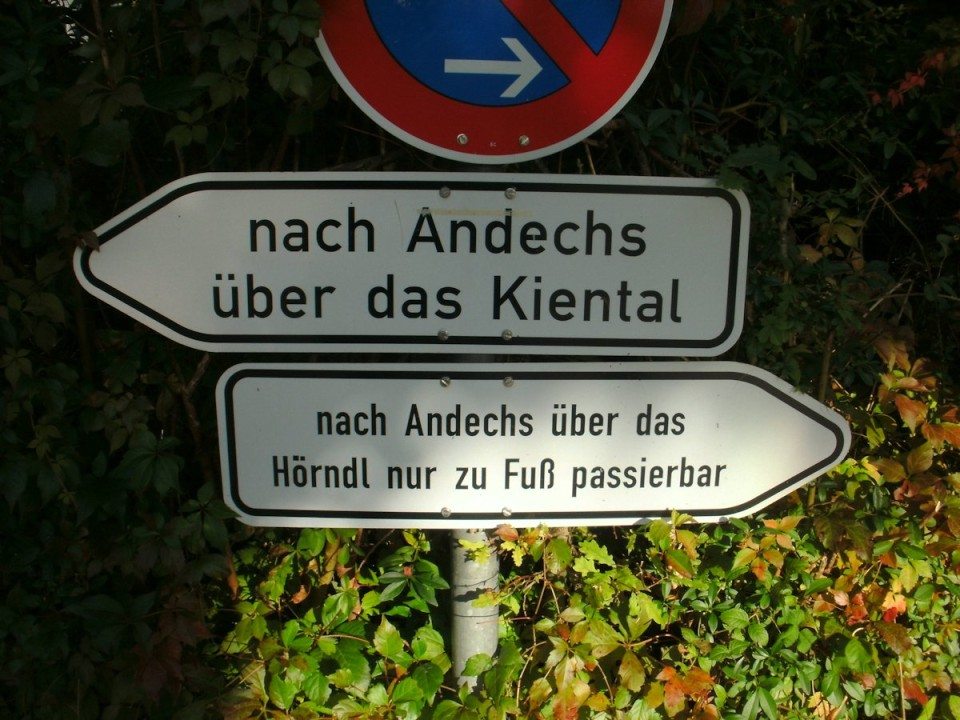 nach Andechs
über das Kiental
nach Andechs über das
Hörndl nur zu Fuß passierbar